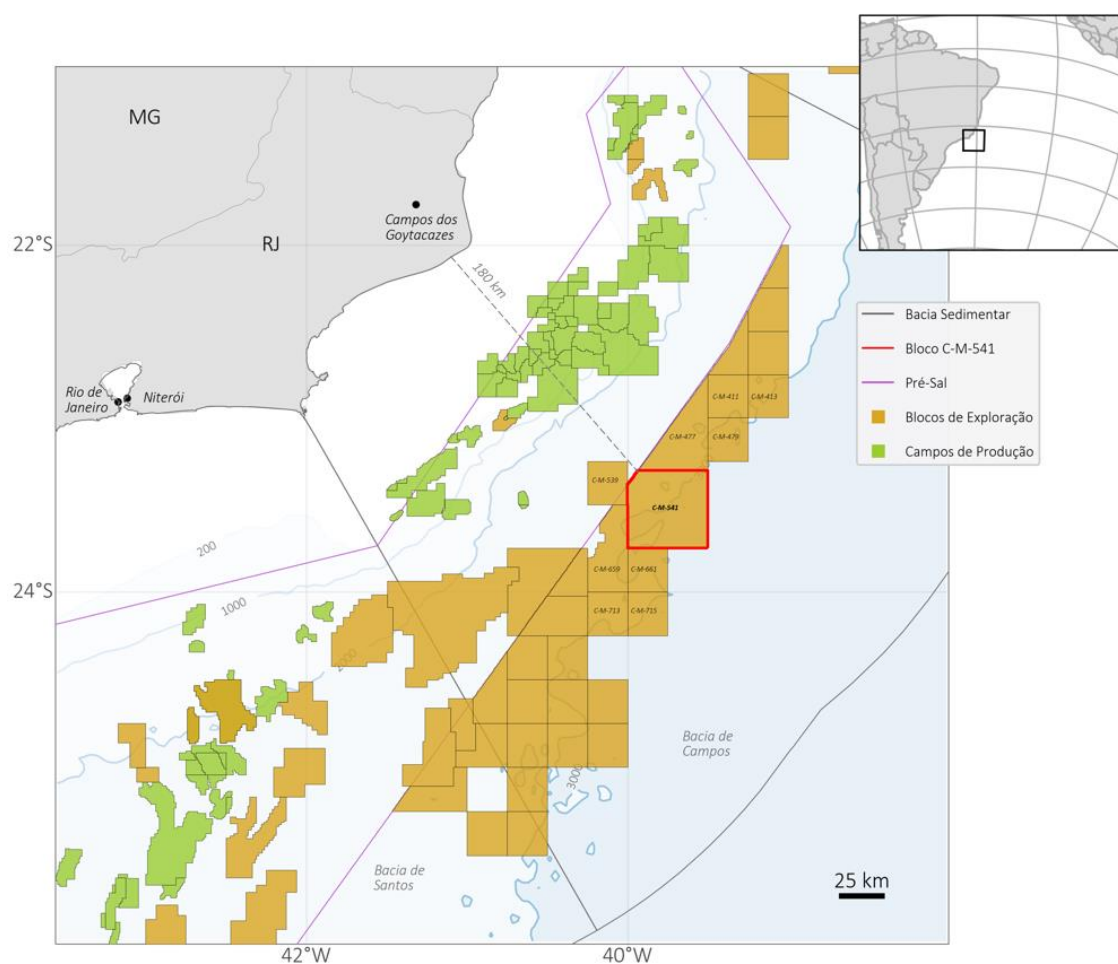 MG
Campos dos
Goytacazes
RJ
22°S
180 km
Rio de
Janeiro
Niterói
Bacia Sedimentar
Bloco C-M-541
Pré-Sal
Blocos de Exploração
Campos de Produção
C-M-411
C-M-413
C-M-477
C-M-479
C-M-539
C-M-541
200
24°S
1000
C-M-659
C-M-661
C-M-713
C-M-715
2000
Bacia de
Campos
3000
Bacia de
Santos
25 km
42°W
40°W